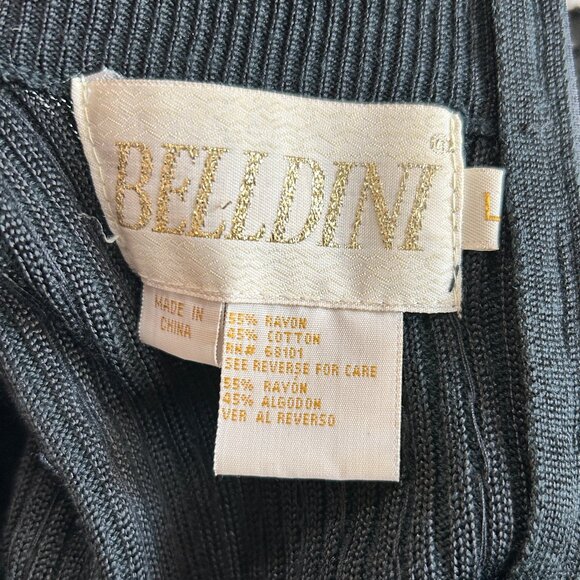 BELLDINI
®
L
MADE IN
CHINA
55% RAYON
45% COTTON
RN# 68101
SEE REVERSE FOR CARE
55% RAYON
45% ALGODON
VER AL REVERSO